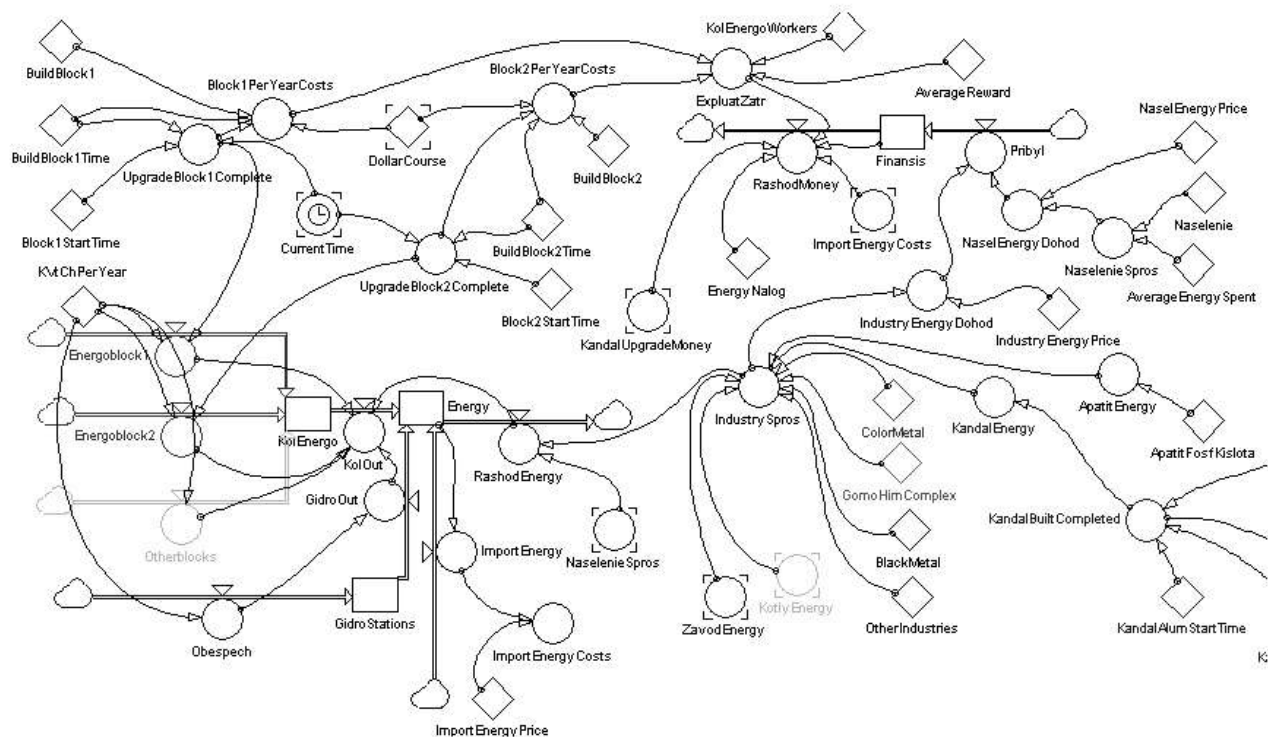 KolEnergoWorkers
BuildBlock1
Block1PerYearCosts
Block2PerYearCosts
ExpluatZatr
AverageReward
NaselEnergyPrice
BuildBlock1Time
DollarCourse
Finansis
Pribyl
UpgradeBlock1Complete
BuildBlock2
RashodMoney
Naselenie
Block1StartTime
CurrentTime
BuildBlock2Time
ImportEnergyCosts
NaselEnergyDohod
NaselenieSpros
KVtChPerYear
UpgradeBlock2Complete
EnergyNalog
AverageEnergySpent
Block2StartTime
IndustryEnergyDohod
KandalUpgradeMoney
IndustryEnergyPrice
Energoblock1
Energy
IndustrySpros
ApatitEnergy
Energoblock2
KolEnergo
ColorMetal
KandalEnergy
KolOut
RashodEnergy
ApatitFosfKislota
GidroOut
GornoHimComplex
KandalBuiltCompleted
Otherblocks
ImportEnergy
NaselenieSpros
BlackMetal
GidroStations
ZavodEnergy
KotlyEnergy
OtherIndustries
KandalAlumStartTime
Obespech
ImportEnergyCosts
ImportEnergyPrice